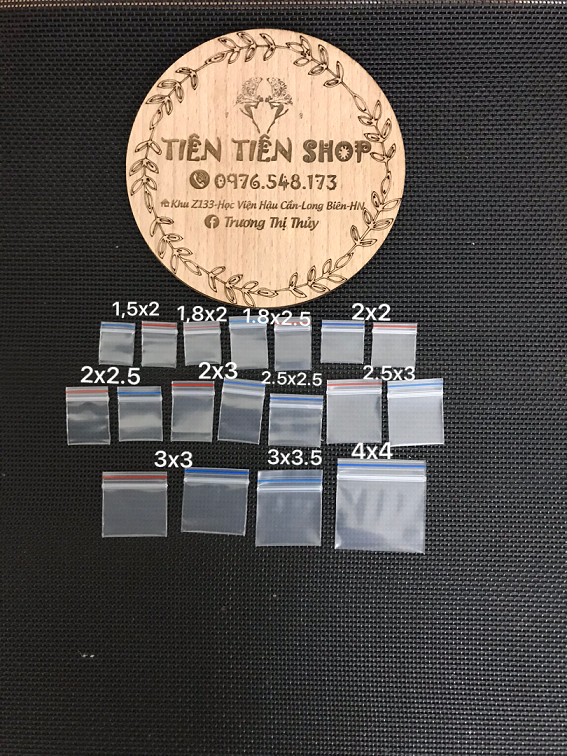 TIÊN TIÊN SHOP
0976.548.173
Khu Z133-Học Viện Hậu Cần-Long Biên-HN
Trương Thị Thủy
1,5x2 1,8x2 1.8x2.5 2x2
2x2.5 2x3 2.5x2.5 2.5x3
3x3 3x3.5 4x4